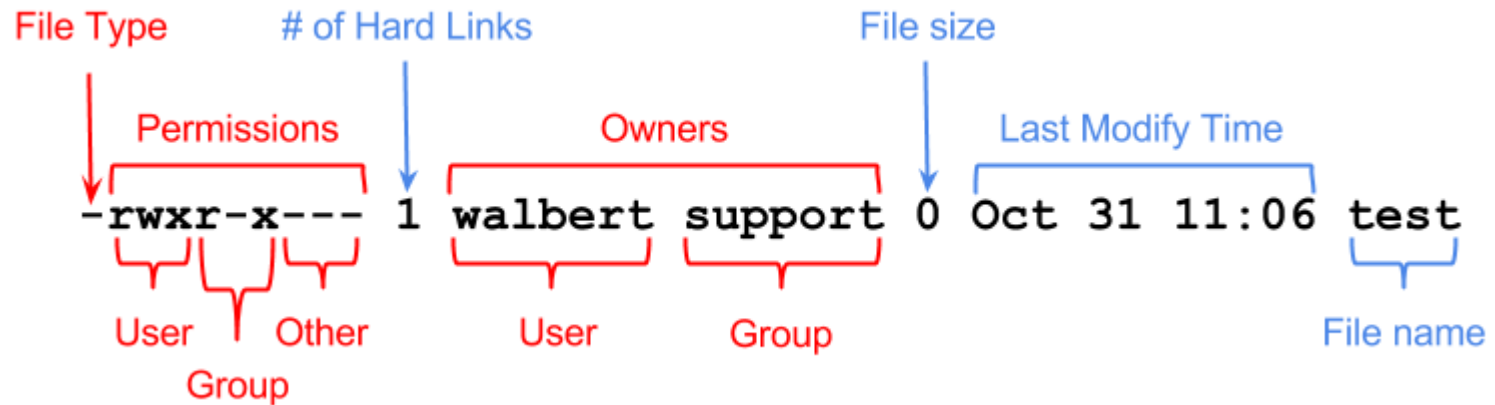 File Type # of Hard Links File size
Permissions Owners Last Modify Time
-rwxr-x--- 1 walbert support 0 Oct 31 11:06 test
User Other User Group File name
Group